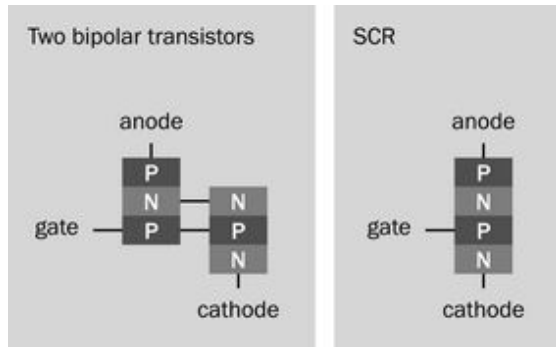 Two bipolar transistors
anode
P
N N
gate P P
N
cathode
SCR
anode
P
N
gate P
N
cathode